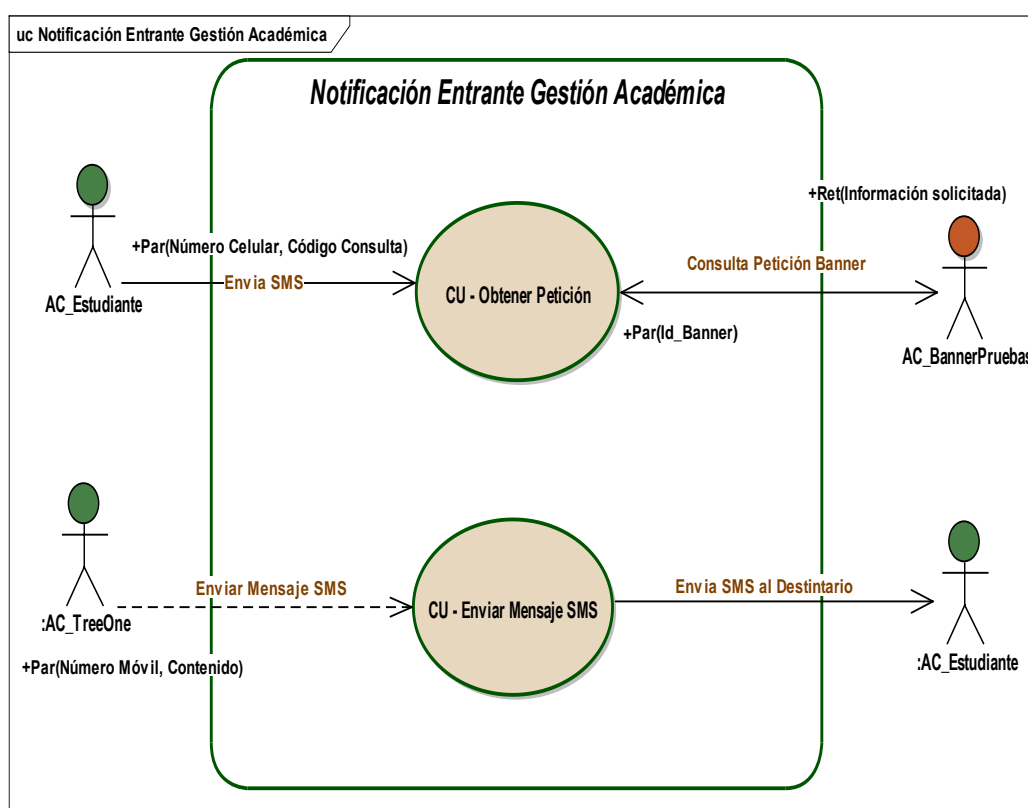 uc Notificación Entrante Gestión Académica
Notificación Entrante Gestión Académica
+Ret(Información solicitada)
+Par(Número Celular, Código Consulta)
Envia SMS
Consulta Petición Banner
CU - Obtener Petición
AC_Estudiante
+Par(Id_Banner)
AC_BannerPruebas
Enviar Mensaje SMS
Envia SMS al Destintario
CU - Enviar Mensaje SMS
:AC_TreeOne
+Par(Número Móvil, Contenido)
:AC_Estudiante